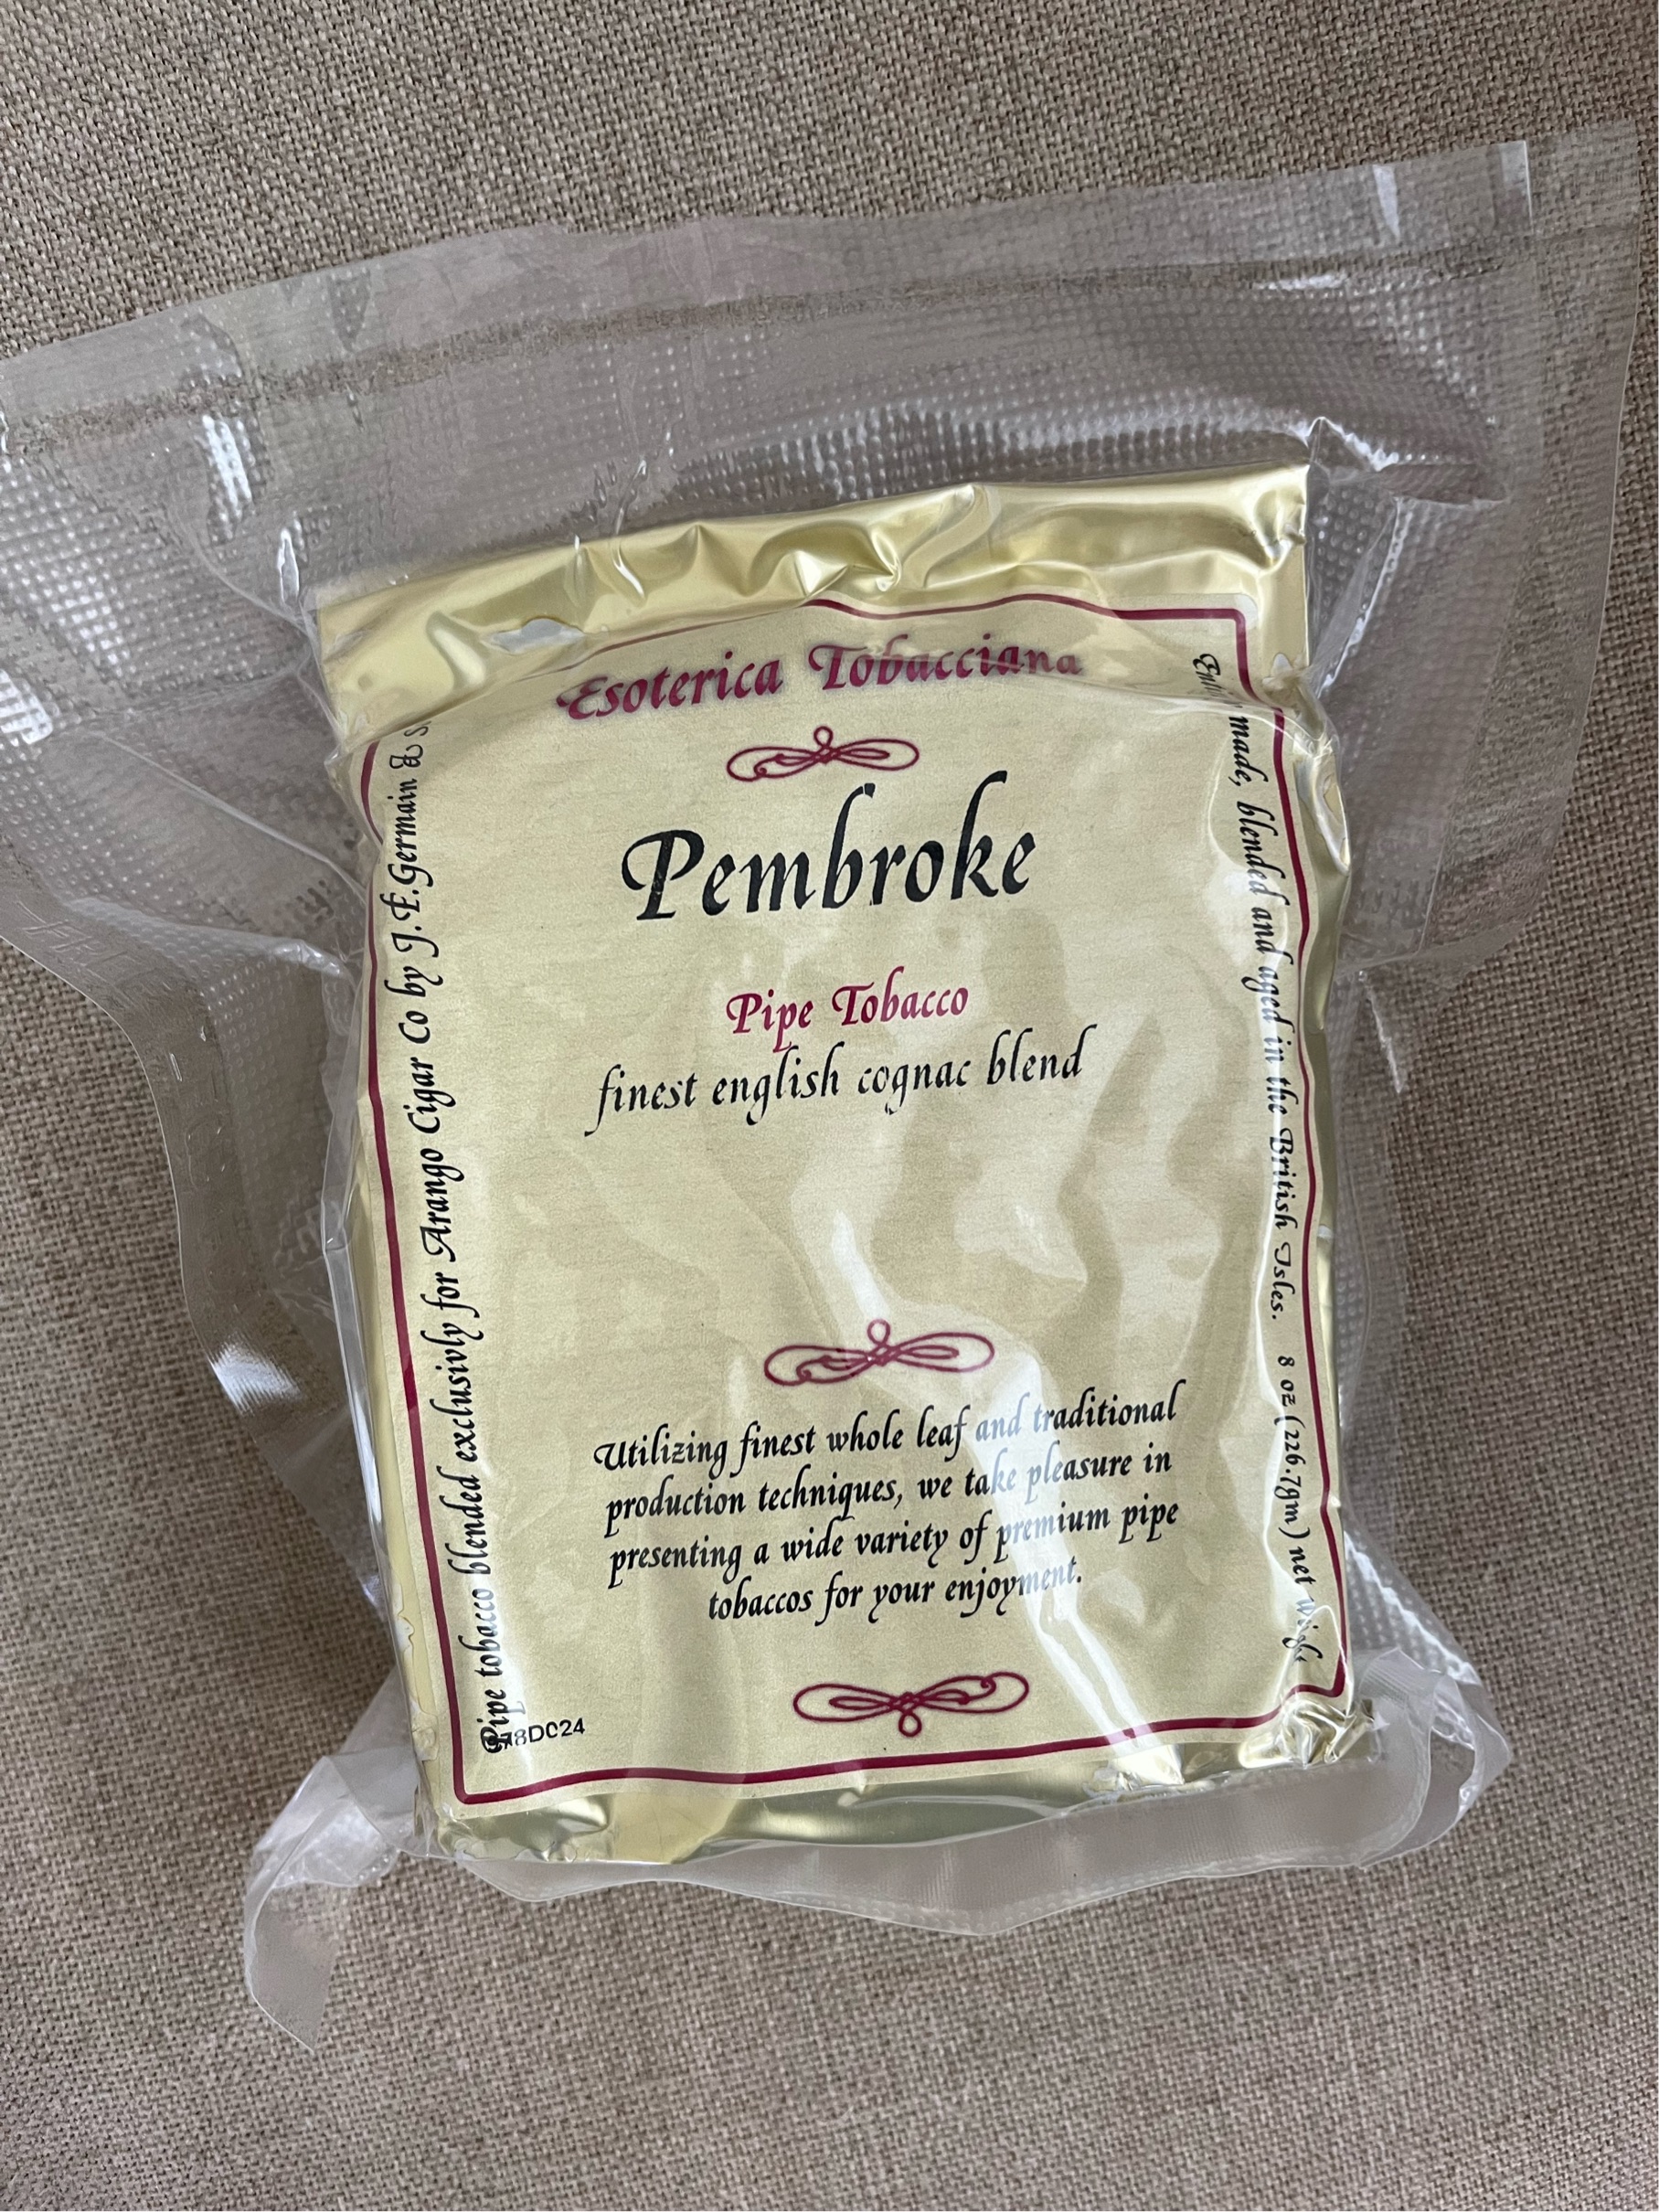 Esoterica Tobacciana
Pembroke
Pipe Tobacco
finest english cognac blend
Utilizing finest whole leaf and traditional
production techniques, we take pleasure in
presenting a wide variety of premium pipe
tobaccos for your enjoyment.
Pipe tobacco blended exclusivly for Arango Cigar Co by J.F.Germain &
made, blended and aged in the British Isles. 8 oz (226.7gm) net